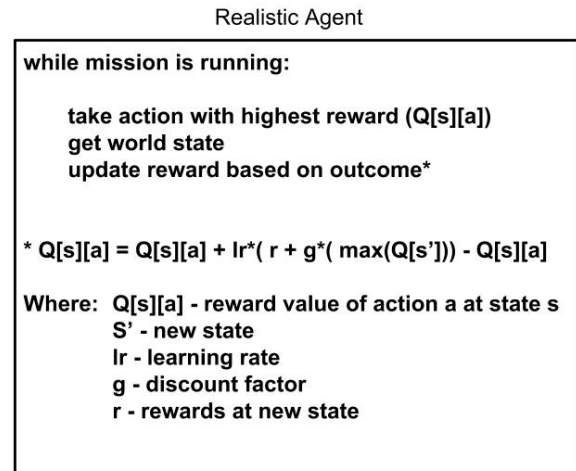 Realistic Agent
while mission is running:
take action with highest reward (Q[s][a])
get world state
update reward based on outcome*
* Q[s][a] = Q[s][a] + lr*( r + g*( max(Q[s’])) - Q[s][a]
Where: Q[s][a] - reward value of action a at state s
S’ - new state
lr - learning rate
g - discount factor
r - rewards at new state